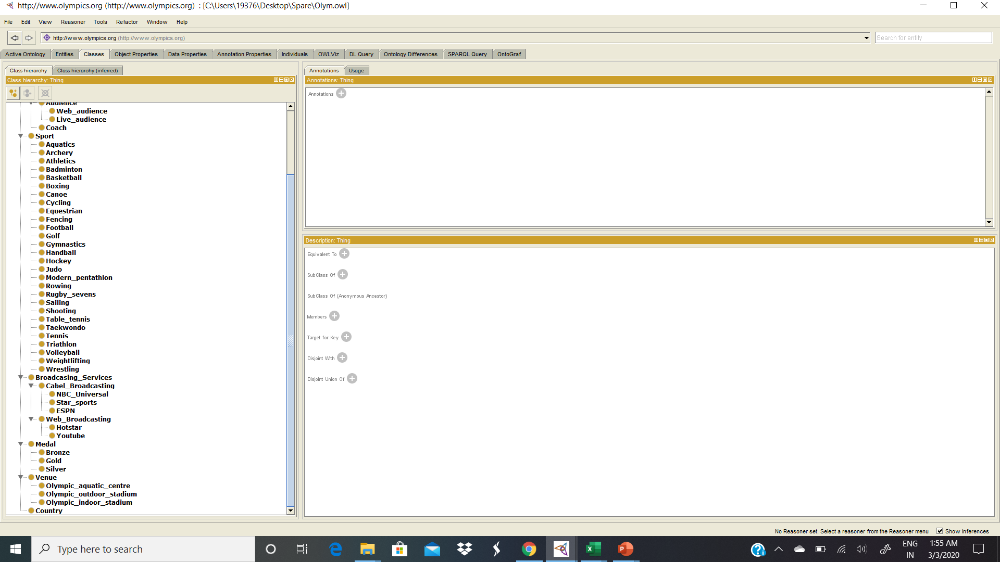 http://www.olympics.org (http://www.olympics.org) : [C:\Users\19376\Desktop\Spare\Olym.owl]
File Edit View Reasoner Tools Refactor Window Help
http://www.olympics.org (http://www.olympics.org)
Search for entity
Active Ontology Entities Classes Object Properties Data Properties Annotation Properties Individuals OWLViz DL Query Ontology Differences SPARQL Query OntoGraf
Class hierarchy Class hierarchy (inferred)
Class hierarchy: Thing
Audience
Web_audience
Live_audience
Coach
Sport
Aquatics
Archery
Athletics
Badminton
Basketball
Boxing
Canoe
Cycling
Equestrian
Fencing
Football
Golf
Gymnastics
Handball
Hockey
Judo
Modern_pentathlon
Rowing
Rugby_sevens
Sailing
Shooting
Table_tennis
Taekwondo
Tennis
Triathlon
Volleyball
Weightlifting
Wrestling
Broadcasing_Services
Cabel_Broadcasting
NBC_Universal
Star_sports
ESPN
Web_Broadcasting
Hotstar
Youtube
Medal
Bronze
Gold
Silver
Venue
Olympic_aquatic_centre
Olympic_outdoor_stadium
Olympic_indoor_stadium
Country
Annotations Usage
Annotations: Thing
Annotations
Description: Thing
Equivalent To
SubClass Of
SubClass Of (Anonymous Ancestor)
Members
Target for Key
Disjoint With
Disjoint Union Of
No Reasoner set. Select a reasoner from the Reasoner menu Show Inferences
Type here to search
ENG
IN
1:55 AM
3/3/2020